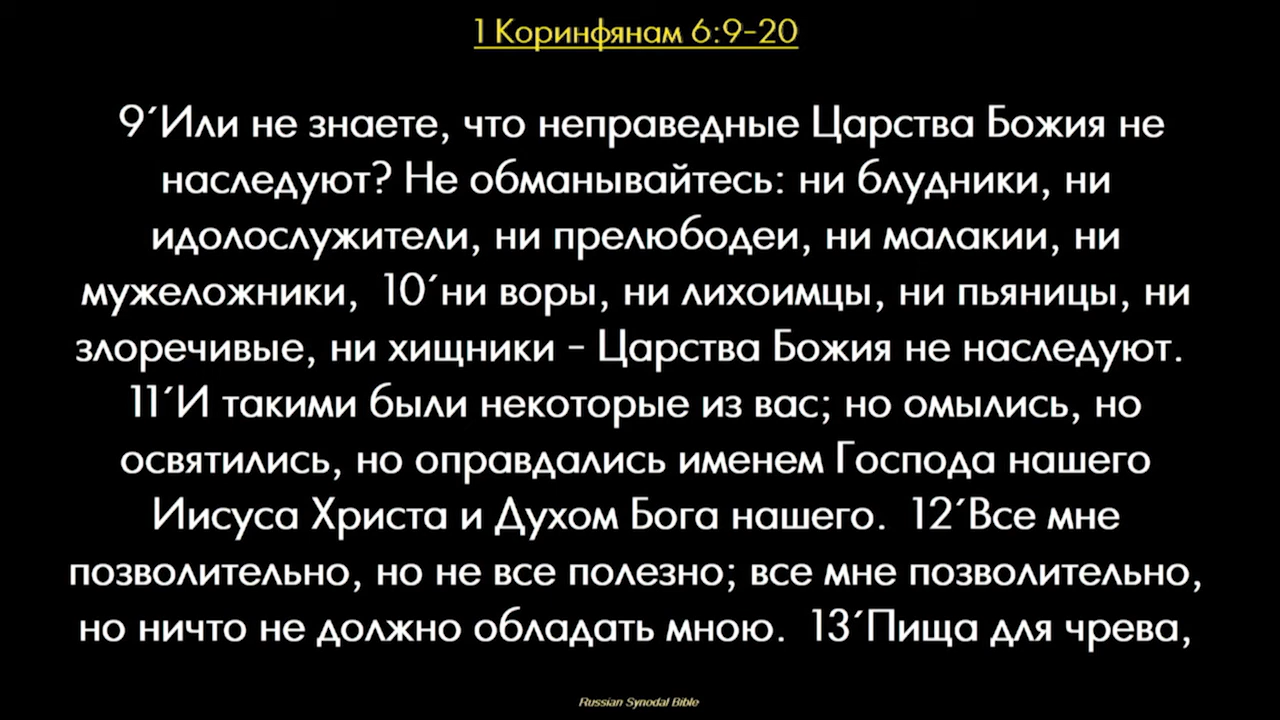 1 Коринфянам 6:9-20
9´Или не знаете, что неправедные Царства Божия не
наследуют? Не обманывайтесь: ни блудники, ни
идолослужители, ни прелюбодеи, ни малакии, ни
мужеложники, 10´ни воры, ни лихоимцы, ни пьяницы, ни
злоречивые, ни хищники – Царства Божия не наследуют.
11´И такими были некоторые из вас; но омылись, но
освятились, но оправдались именем Господа нашего
Иисуса Христа и Духом Бога нашего. 12´Все мне
позволительно, но не все полезно; все мне позволительно,
но ничто не должно обладать мною. 13´Пища для чрева,
Russian Synodal Bible